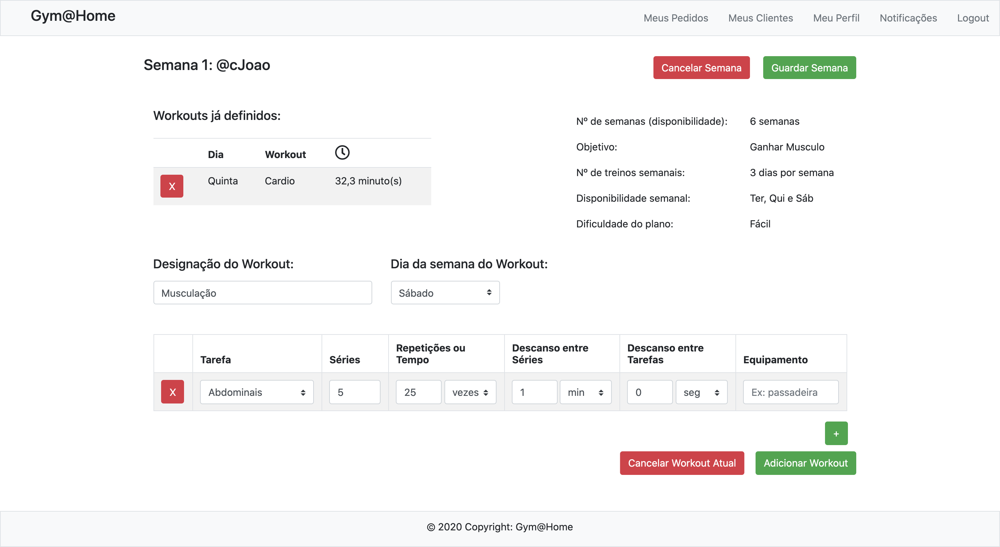 Gym@Home
Meus Pedidos Meus Clientes Meu Perfil Notificações Logout
Semana 1: @cJoao
Cancelar Semana Guardar Semana
Workouts já definidos:
Dia Workout
X Quinta Cardio 32,3 minuto(s)
Nº de semanas (disponibilidade): 6 semanas
Objetivo: Ganhar Musculo
Nº de treinos semanais: 3 dias por semana
Disponibilidade semanal: Ter, Qui e Sáb
Dificuldade do plano: Fácil
Designação do Workout:
Musculação
Dia da semana do Workout:
Sábado
Tarefa
Séries
Repetições ou
Tempo
Descanso entre
Séries
Descanso entre
Tarefas
Equipamento
X Abdominais 5 25 vezes 1 min 0 seg Ex: passadeira
+
Cancelar Workout Atual Adicionar Workout
© 2020 Copyright: Gym@Home